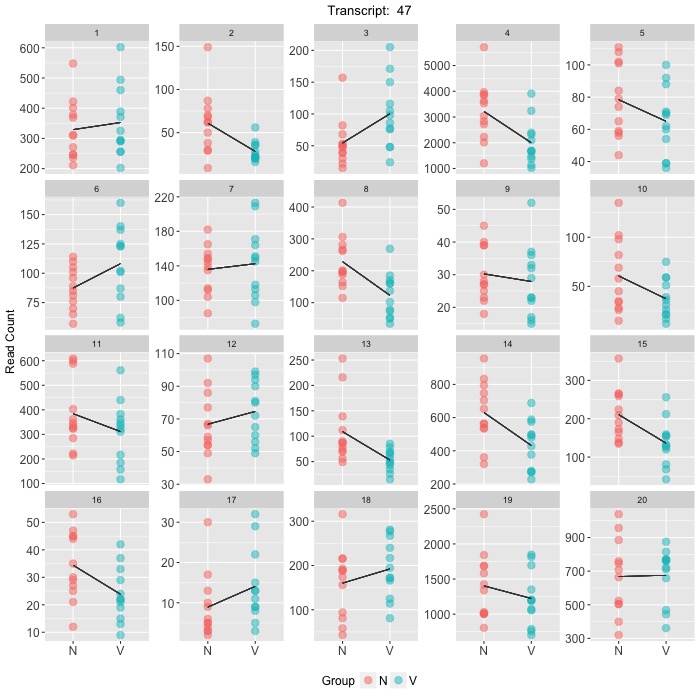 Transcript: 47
1 2 3 4 5
600 500 400 300 200
150 100 50
200 150 100 50
5000 4000 3000 2000 1000
100 80 60 40
6 7 8 9 10
150 125 100 75
220 180 140 100
400 300 200 100
50 40 30 20
100 50
Read Count
11 12 13 14 15
600 500 400 300 200 100
110 90 70 50 30
250 200 150 100 50
800 600 400 200
300 200 100
16 17 18 19 20
50 40 30 20 10
30 20 10
300 200 100
2500 2000 1500 1000
900 700 500 300
N V N V N V N V N V
Group N V